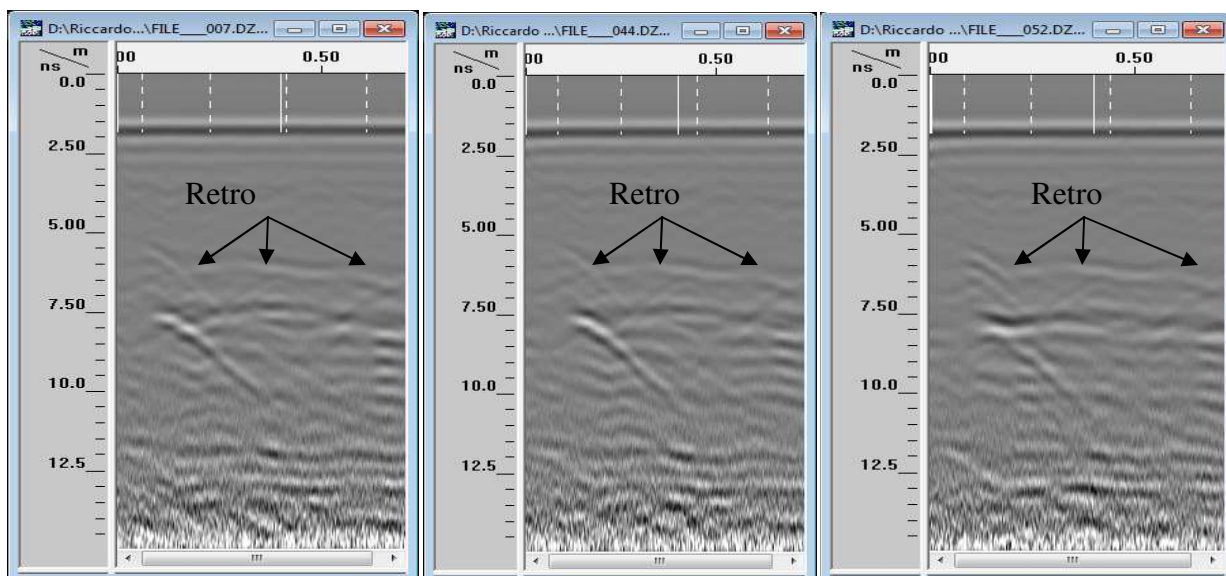 D:\Riccardo...\FILE___007.DZ...
m
ns
00 0.50
0.0
2.50
5.00
7.50
10.0
12.5
Retro
D:\Riccardo ...\FILE___044.DZ...
m
ns
00 0.50
0.0
2.50
5.00
7.50
10.0
12.5
Retro
D:\Riccardo ...\FILE___052.DZ...
m
ns
00 0.50
0.0
2.50
5.00
7.50
10.0
12.5
Retro